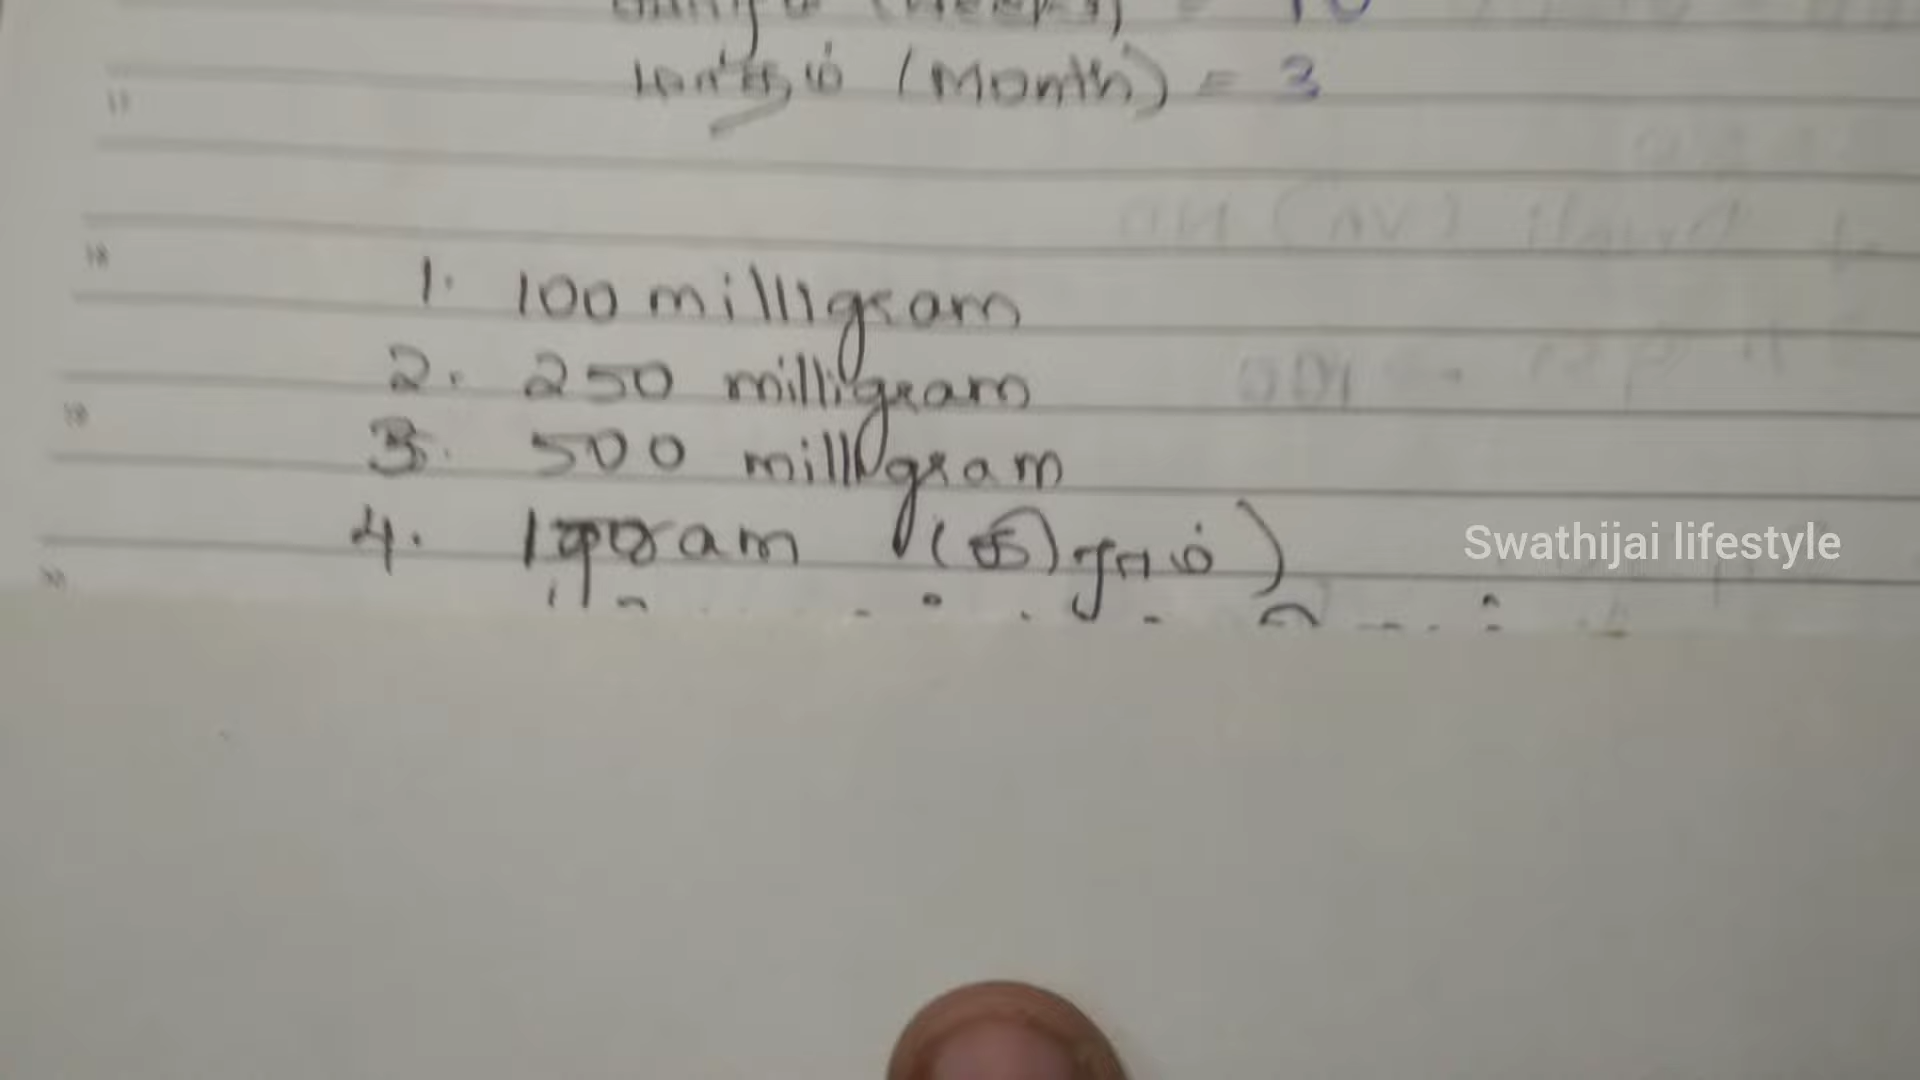 மாதம் (Month) = 3
1. 100 milligram
2. 250 milligram
3. 500 milligram
4. 1 gram (கிராம்)
Swathijai lifestyle